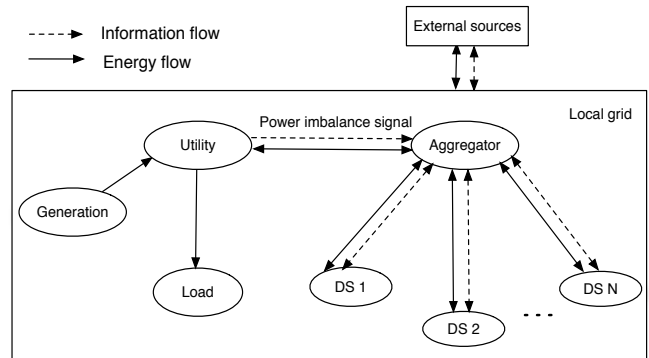 External sources
Information flow
Energy flow
Local grid
Power imbalance signal
Utility
Aggregator
Generation
Load
DS 1
DS 2
DS N